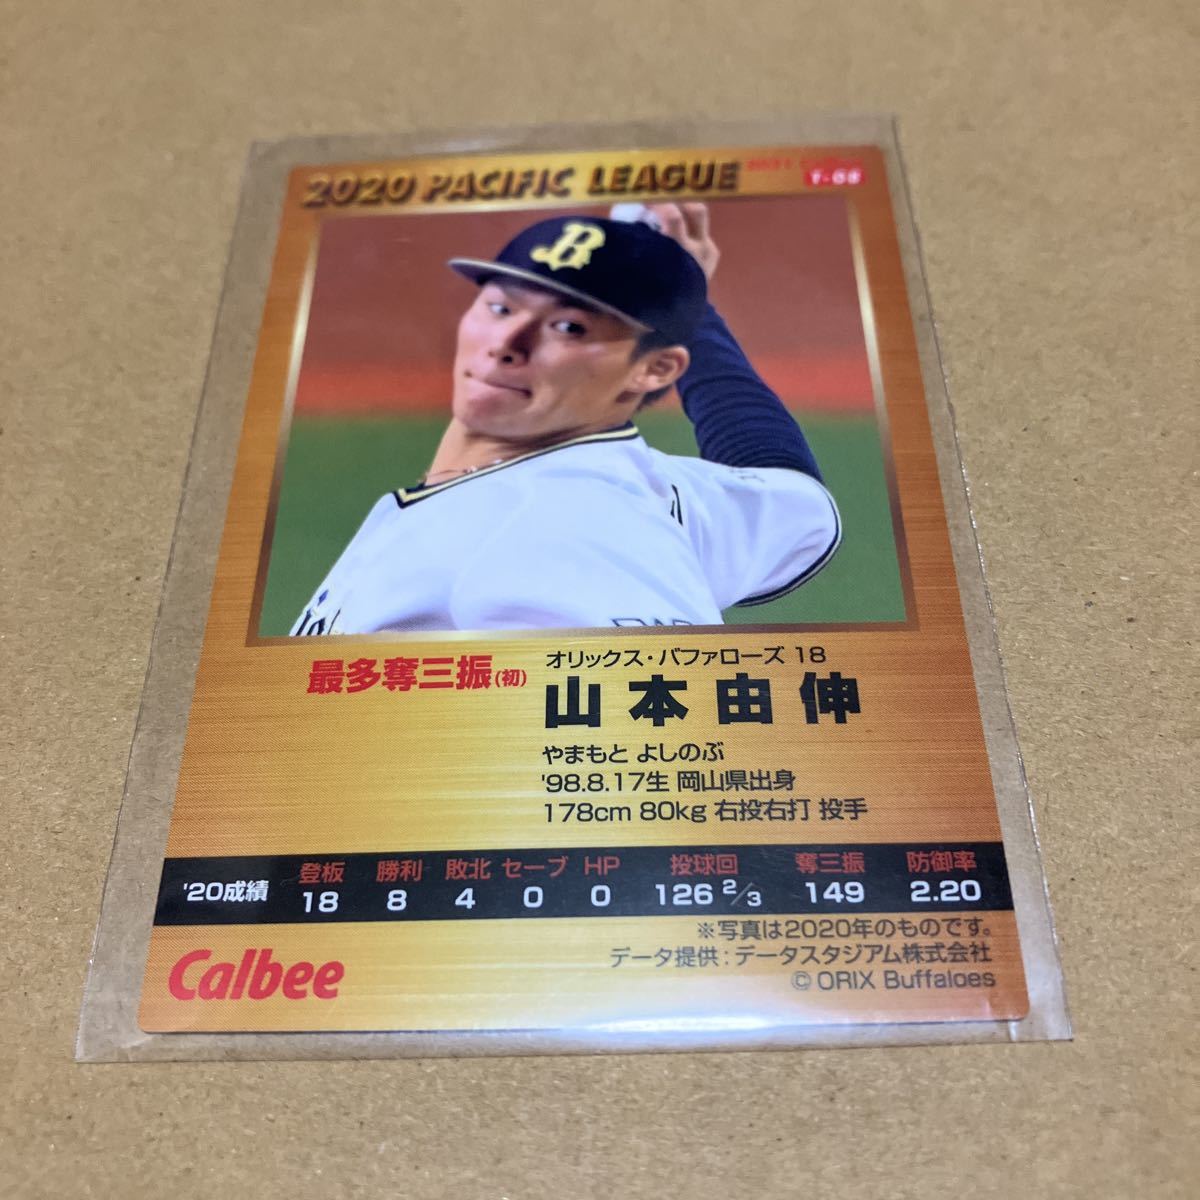 2020 PACIFIC LEAGUE
2021 Calbee
T-08
B
最多奪三振(初)
オリックス・バファローズ 18
山本由伸
やまもと よしのぶ
'98.8.17生 岡山県出身
178cm 80kg 右投右打 投手
登板 勝利 敗北 セーブ HP 投球回 奪三振 防御率
'20成績 18 8 4 0 0 126 2/3 149 2.20
※写真は2020年のものです。
データ提供：データスタジアム株式会社
© ORIX Buffaloes
Calbee